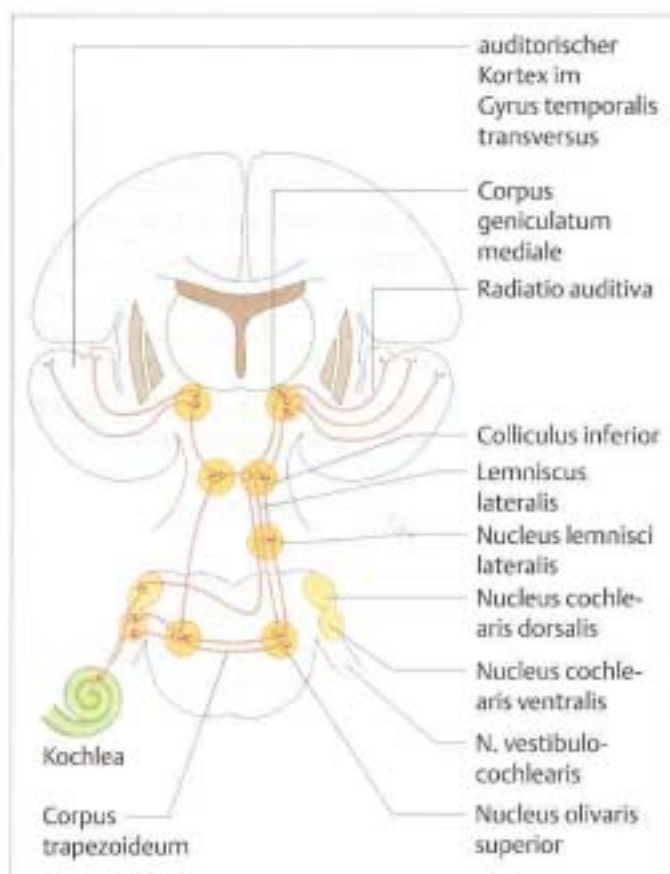 auditorischer
Kortex im
Gyrus temporalis
transversus
Corpus
geniculatum
mediale
Radiatio auditiva
Colliculus inferior
Lemniscus
lateralis
Nucleus lemnisci
lateralis
Nucleus cochle-
aris dorsalis
Nucleus cochle-
aris ventralis
N. vestibulo-
cochlearis
Nucleus olivaris
superior
Kochlea
Corpus
trapezoideum